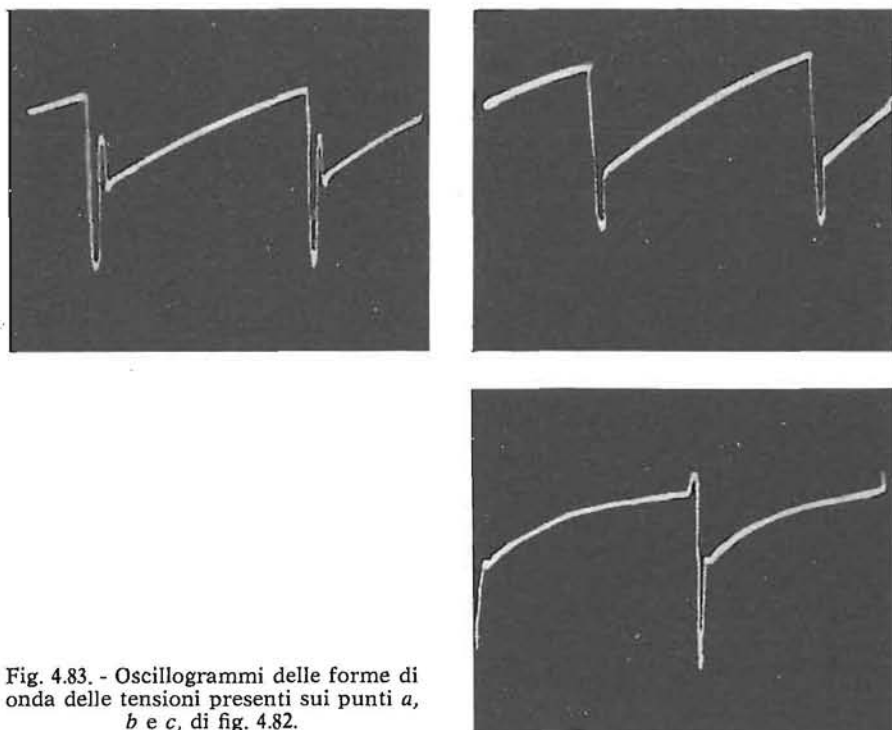 Fig. 4.83. - Oscillogrammi delle forme di
onda delle tensioni presenti sui punti a,
b e c, di fig. 4.82.